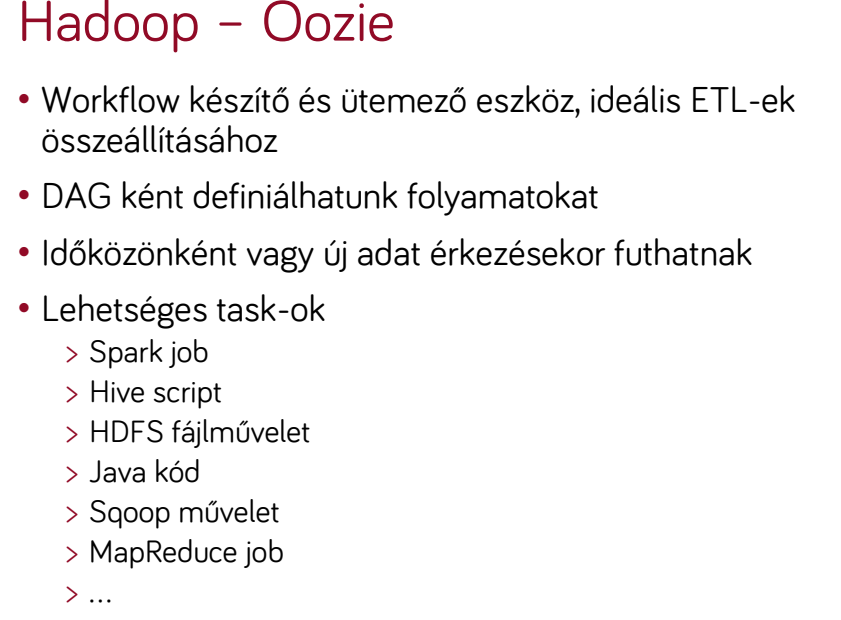 Hadoop – Oozie
• Workflow készítő és ütemező eszköz, ideális ETL-ek
összeállításához
• DAG ként definiálhatunk folyamatokat
• Időközönként vagy új adat érkezésekor futhatnak
• Lehetséges task-ok
> Spark job
> Hive script
> HDFS fájlművelet
> Java kód
> Sqoop művelet
> MapReduce job
> ...